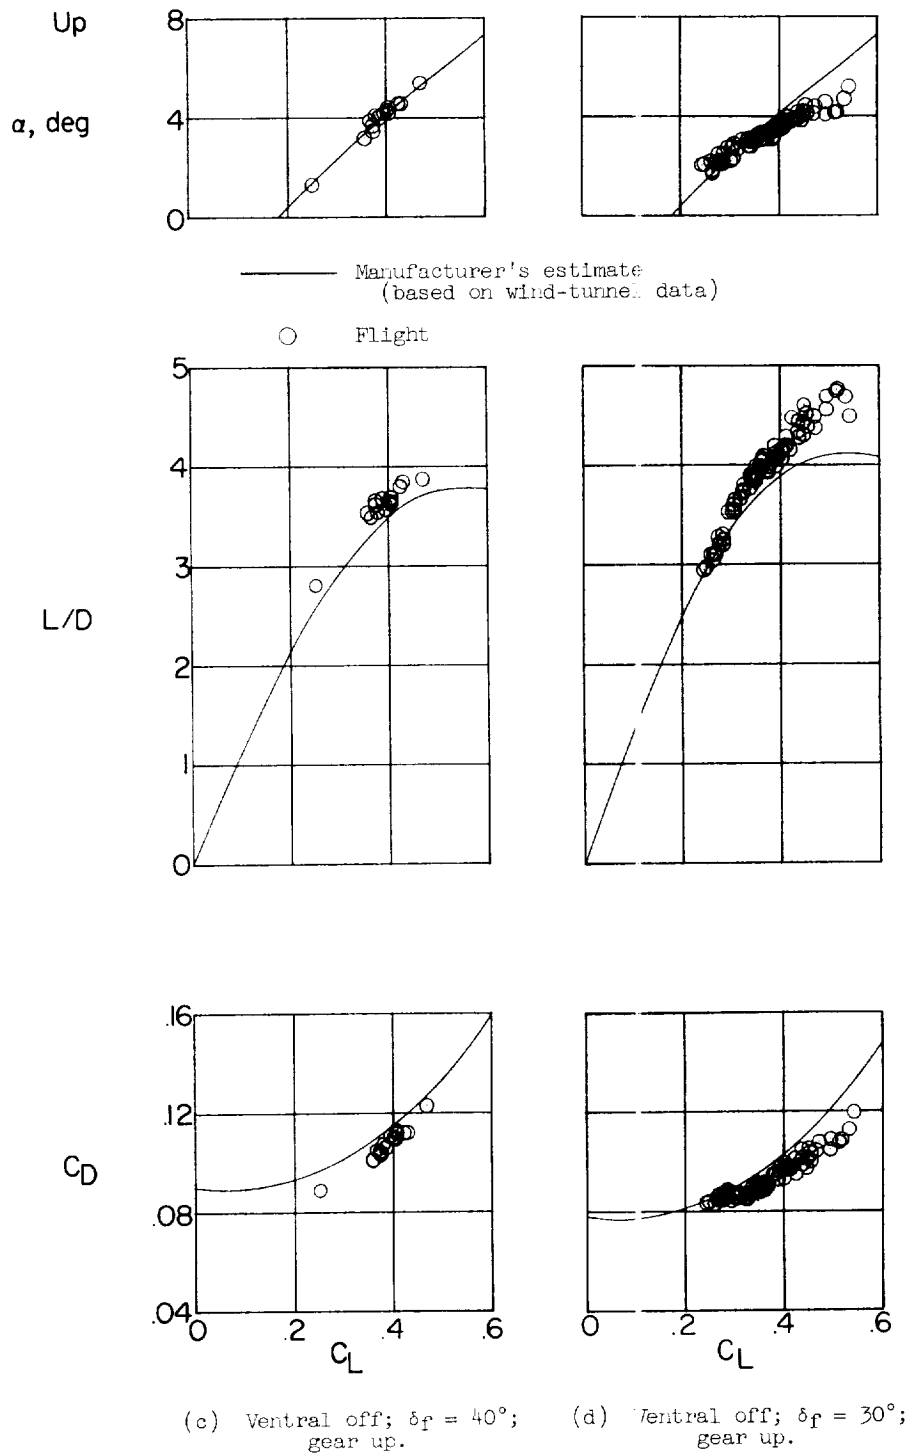 Up
8
α, deg
4
0
Manufacturer's estimate
(based on wind-tunnel data)
Flight
5
4
3
L/D
2
1
0
.16
.12
C_D
.08
.04
0 .2 .4 .6 0 .2 .4 .6
C_L C_L
(c) Ventral off; δf = 40°; (d) Ventral off; δf = 30°;
gear up. gear up.